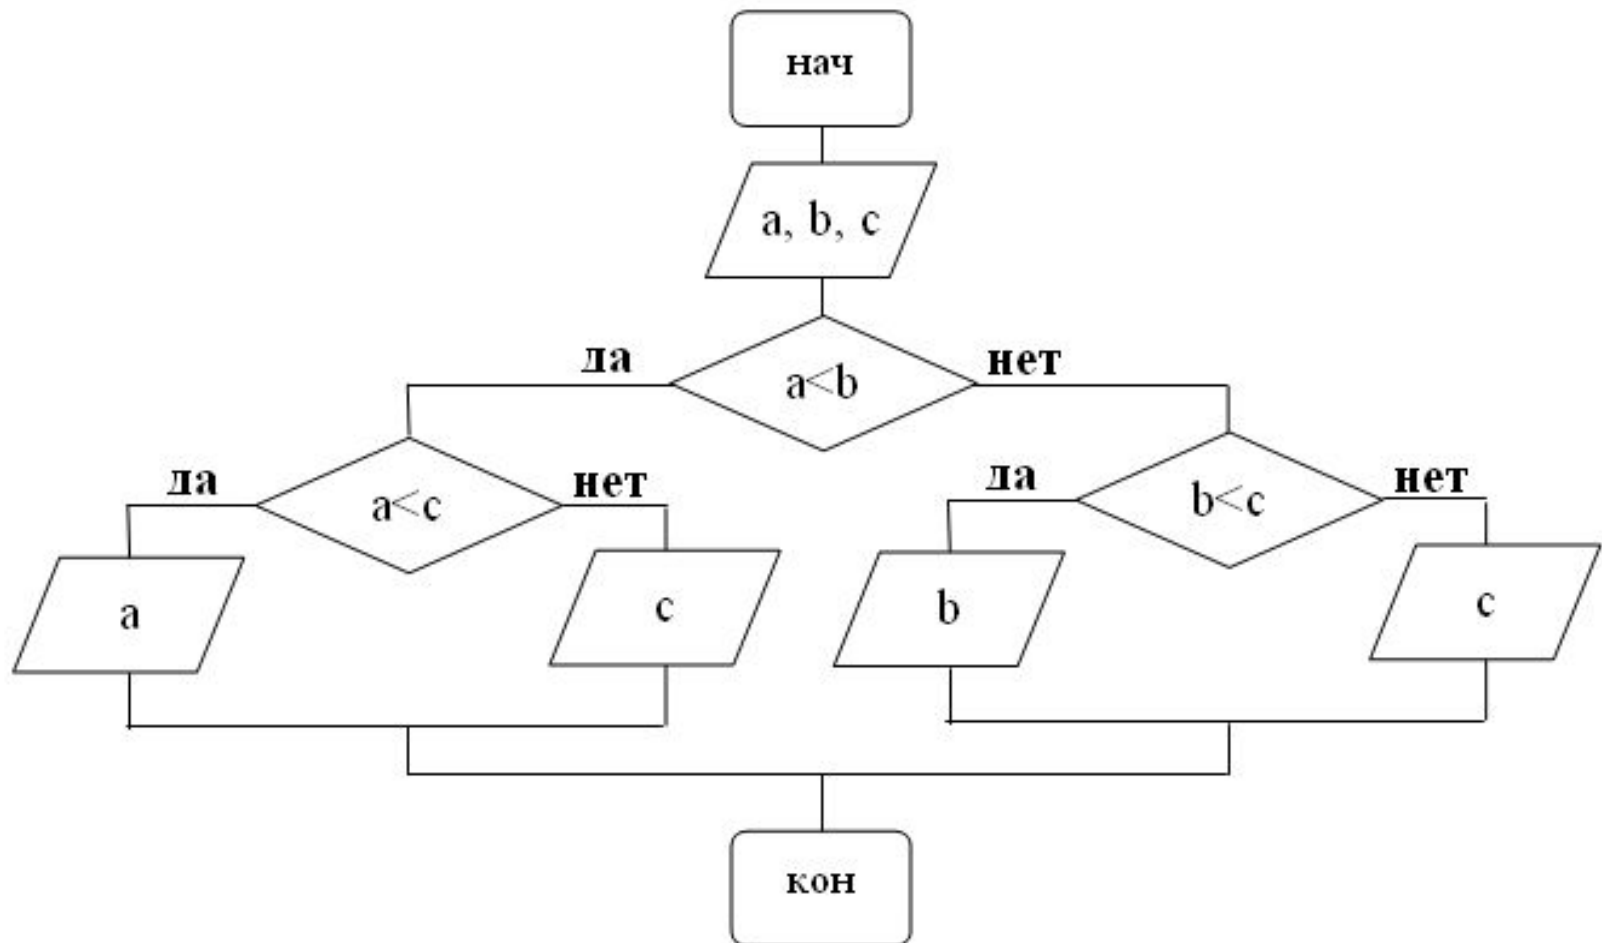 нач
a, b, c
да
a<b
нет
да
a<c
нет
да
b<c
нет
a
c
b
c
кон